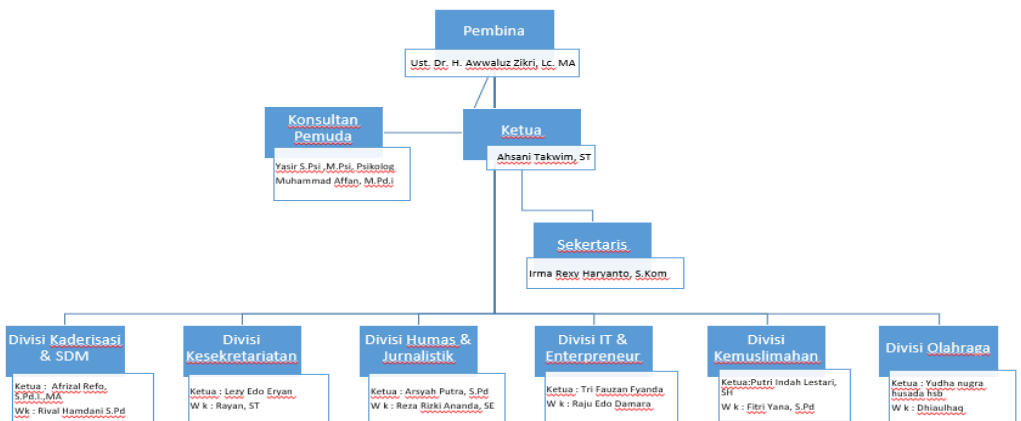 Pembina
Ust. Dr. H. Awwaluz Zikri, Lc. MA
Konsultan
Pemuda
Yasir S.Psi ,M.Psi, Psikolog
Muhammad Affan, M.Pd.i
Ketua
Ahsani Takwim, ST
Sekertaris
Irma Rexy Haryanto, S.Kom
Divisi Kaderisasi
& SDM
Ketua : Afrizal Refo,
S.Pd.I.,MA
Wk : Rival Hamdani S.Pd
Divisi
Kesekretariatan
Ketua : Lezy Edo Eryan
W k : Rayan, ST
Divisi Humas &
Jurnalistik
Ketua : Arsyah Putra, S.Pd
W k : Reza Rizki Ananda, SE
Divisi IT &
Enterpreneur
Ketua : Tri Fauzan Fyanda
W k : Raju Edo Damara
Divisi
Kemuslimahan
Ketua:Putri Indah Lestari,
SH
W k : Fitri Yana, S.Pd
Divisi Olahraga
Ketua : Yudha nugra
husada hsb
W k : Dhiaulhaq